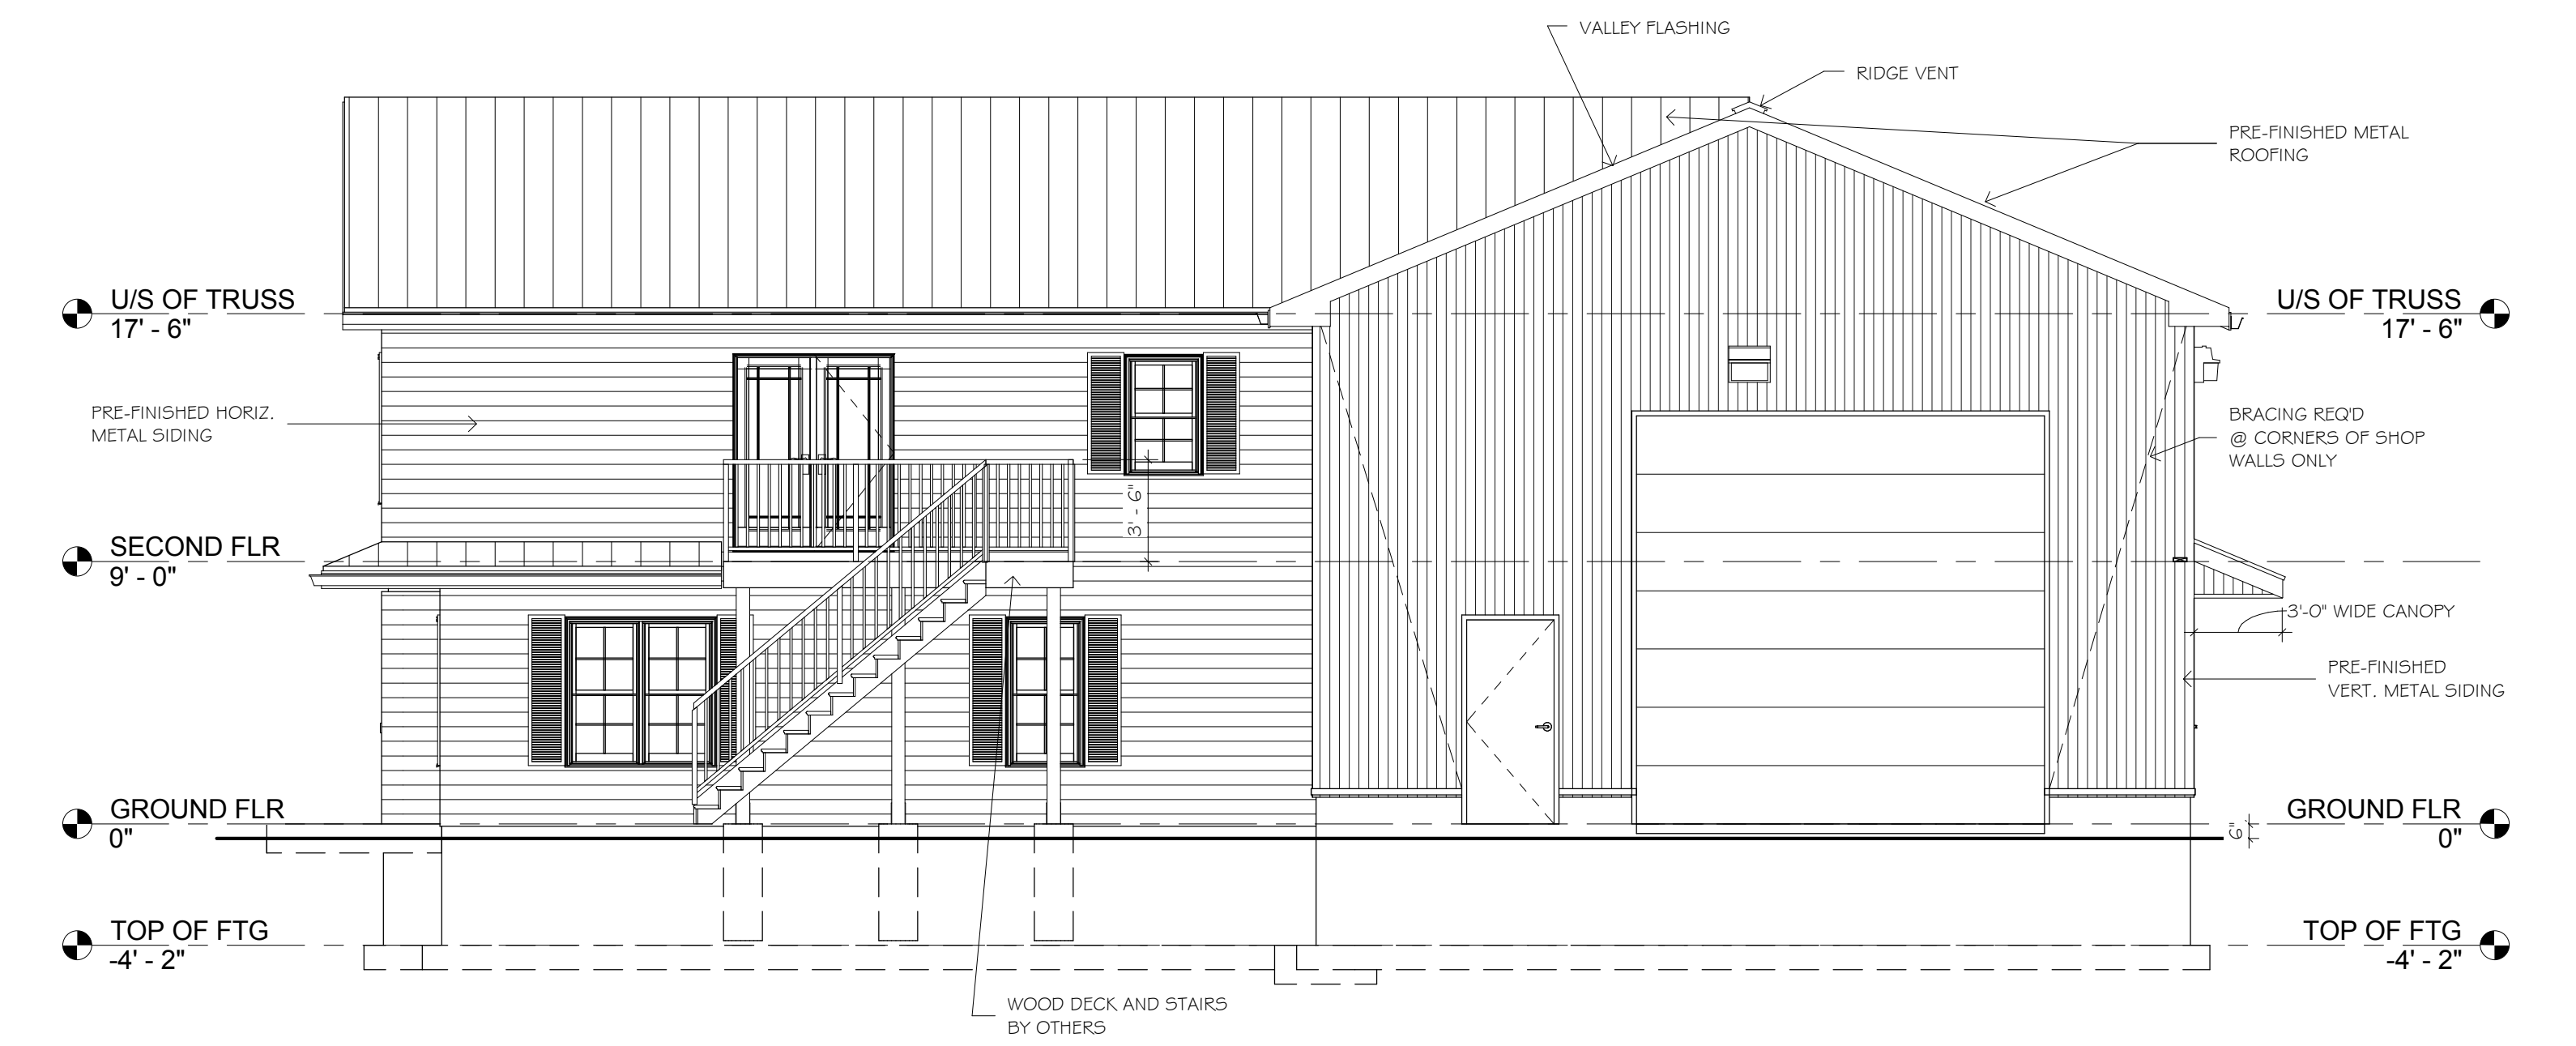 VALLEY FLASHING
RIDGE VENT
PRE-FINISHED METAL
ROOFING
U/S OF TRUSS
17' - 6"
U/S OF TRUSS
17' - 6"
PRE-FINISHED HORIZ.
METAL SIDING
BRACING REQ'D
@ CORNERS OF SHOP
WALLS ONLY
3' - 6"
SECOND FLR
9' - 0"
3'-0" WIDE CANOPY
PRE-FINISHED
VERT. METAL SIDING
GROUND FLR
0"
6"
GROUND FLR
0"
TOP OF FTG
-4' - 2"
TOP OF FTG
-4' - 2"
WOOD DECK AND STAIRS
BY OTHERS